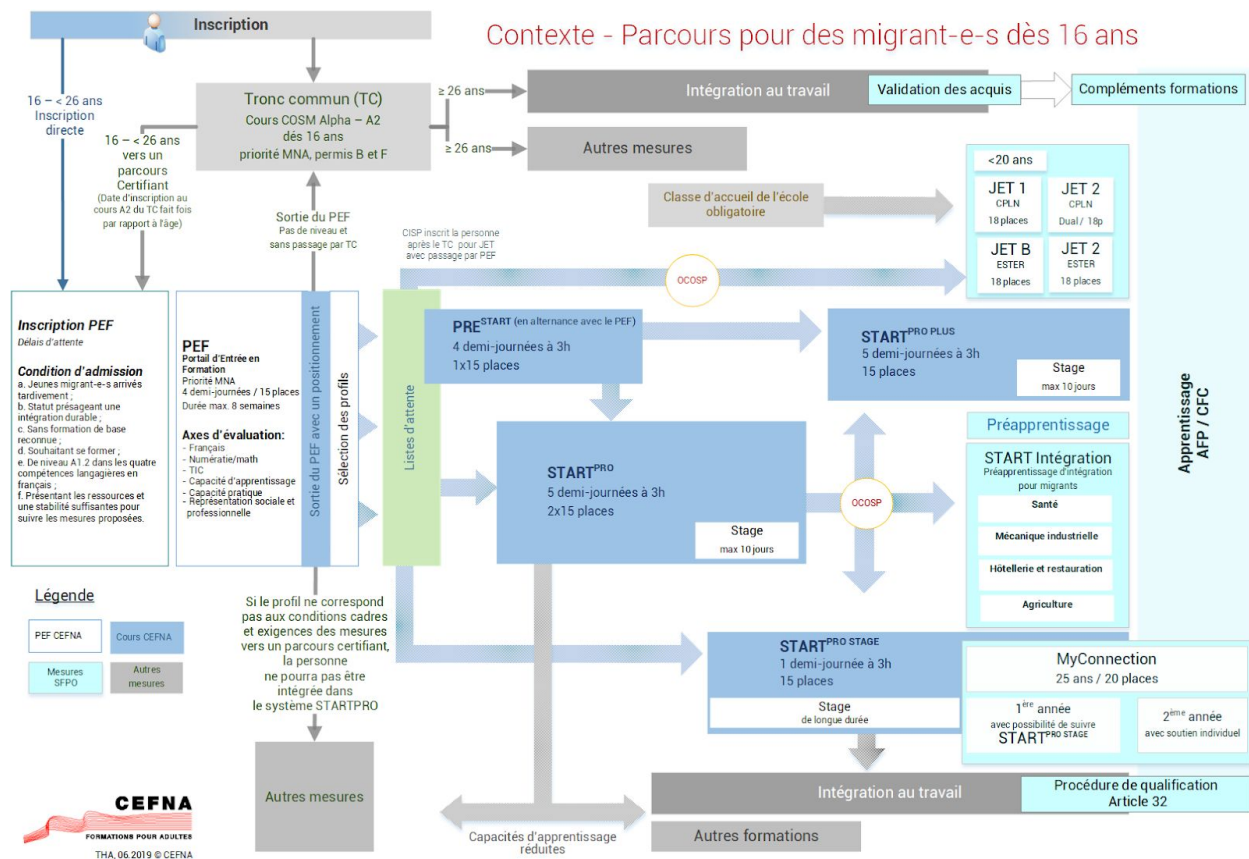 Inscription
Contexte - Parcours pour des migrant-e-s dès 16 ans
16 – < 26 ans
Inscription
directe
16 – < 26 ans
vers un
parcours
Certifiant
(Date d'inscription au
cours A2 du TC fait fois
par rapport à l'âge)
Tronc commun (TC)
Cours COSM Alpha – A2
dés 16 ans
priorité MNA, permis B et F
≥ 26 ans
≥ 26 ans
Intégration au travail
Validation des acquis
Compléments formations
Autres mesures
Sortie du PEF
Pas de niveau et
sans passage par TC
Classe d'accueil de l'école
obligatoire
<20 ans
JET 1
CPLN
18 places
JET 2
CPLN
Dual / 18p
JET B
ESTER
18 places
JET 2
ESTER
18 places
CISP inscrit la personne
après le TC pour JET
avec passage par PEF
OCOSP
Inscription PEF
Délais d'attente
Condition d'admission
a. Jeunes migrant-e-s arrivés
tardivement ;
b. Statut présageant une
intégration durable ;
c. Sans formation de base
reconnue ;
d. Souhaitant se former ;
e. De niveau A1.2 dans les quatre
compétences langagières en
français ;
f. Présentant les ressources et
une stabilité suffisantes pour
suivre les mesures proposées.
PEF
Portail d'Entrée en
Formation
Priorité MNA
4 demi-journées / 15 places
Durée max. 8 semaines
Axes d'évaluation:
- Français
- Numératie/math
- TIC
- Capacité d'apprentissage
- Capacité pratique
- Représentation sociale et
professionnelle
Sortie du PEF avec un positionnement
Sélection des profils
Listes d'attente
PRE START (en alternance avec le PEF)
4 demi-journées à 3h
1x15 places
START PRO PLUS
5 demi-journées à 3h
15 places
Stage
max 10 jours
START PRO
5 demi-journées à 3h
2x15 places
Stage
max 10 jours
OCOSP
Préapprentissage
START Intégration
Préapprentissage d'intégration
pour migrants
Santé
Mécanique industrielle
Hôtellerie et restauration
Agriculture
Apprentissage
AFP / CFC
Légende
PEF CEFNA
Cours CEFNA
Mesures
SFPO
Autres
mesures
Si le profil ne correspond
pas aux conditions cadres
et exigences des mesures
vers un parcours certifiant,
la personne
ne pourra pas être
intégrée dans
le système STARTPRO
START PRO STAGE
1 demi-journée à 3h
15 places
Stage
de longue durée
MyConnection
25 ans / 20 places
1ère année
avec possibilité de suivre
START PRO STAGE
2ème année
avec soutien individuel
Autres mesures
Capacités d'apprentissage
réduites
Intégration au travail
Procédure de qualification
Article 32
Autres formations
CEFNA
FORMATIONS POUR ADULTES
THA, 06.2019 © CEFNA